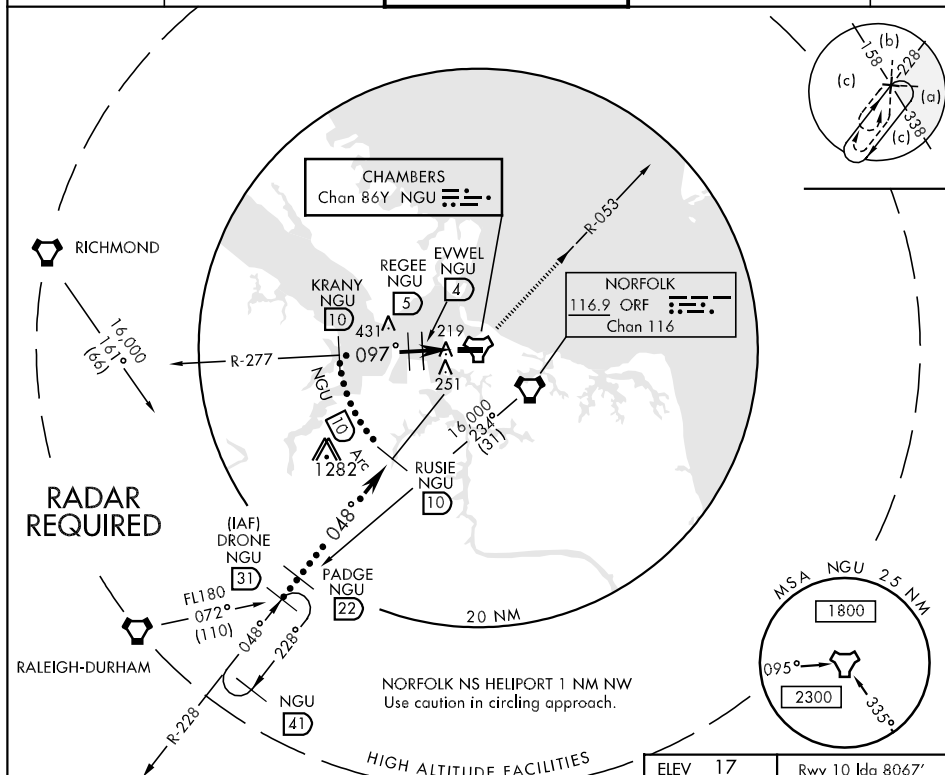 158
(b)
228
(c)
(a)
(c)
338
CHAMBERS
Chan 86Y NGU
R-053
RICHMOND
KRANY
NGU
10
REGEE
NGU
5
EVWEL
NGU
4
NORFOLK
116.9 ORF
Chan 116
431
219
097°
251
16,000
161°
(66)
R-277
NGU
10
Arc
1282
16,000
234°
(31)
RUSIE
NGU
10
RADAR
REQUIRED
(IAF)
DRONE
NGU
31
048°
PADGE
NGU
22
FL180
072°
(110)
048°
228°
20 NM
RALEIGH-DURHAM
R-228
NGU
41
NORFOLK NS HELIPORT 1 NM NW
Use caution in circling approach.
HIGH ALTITUDE FACILITIES
MSA NGU 25 NM
1800
095°
2300
335°
ELEV 17
Rwy 10 ldg 8067'